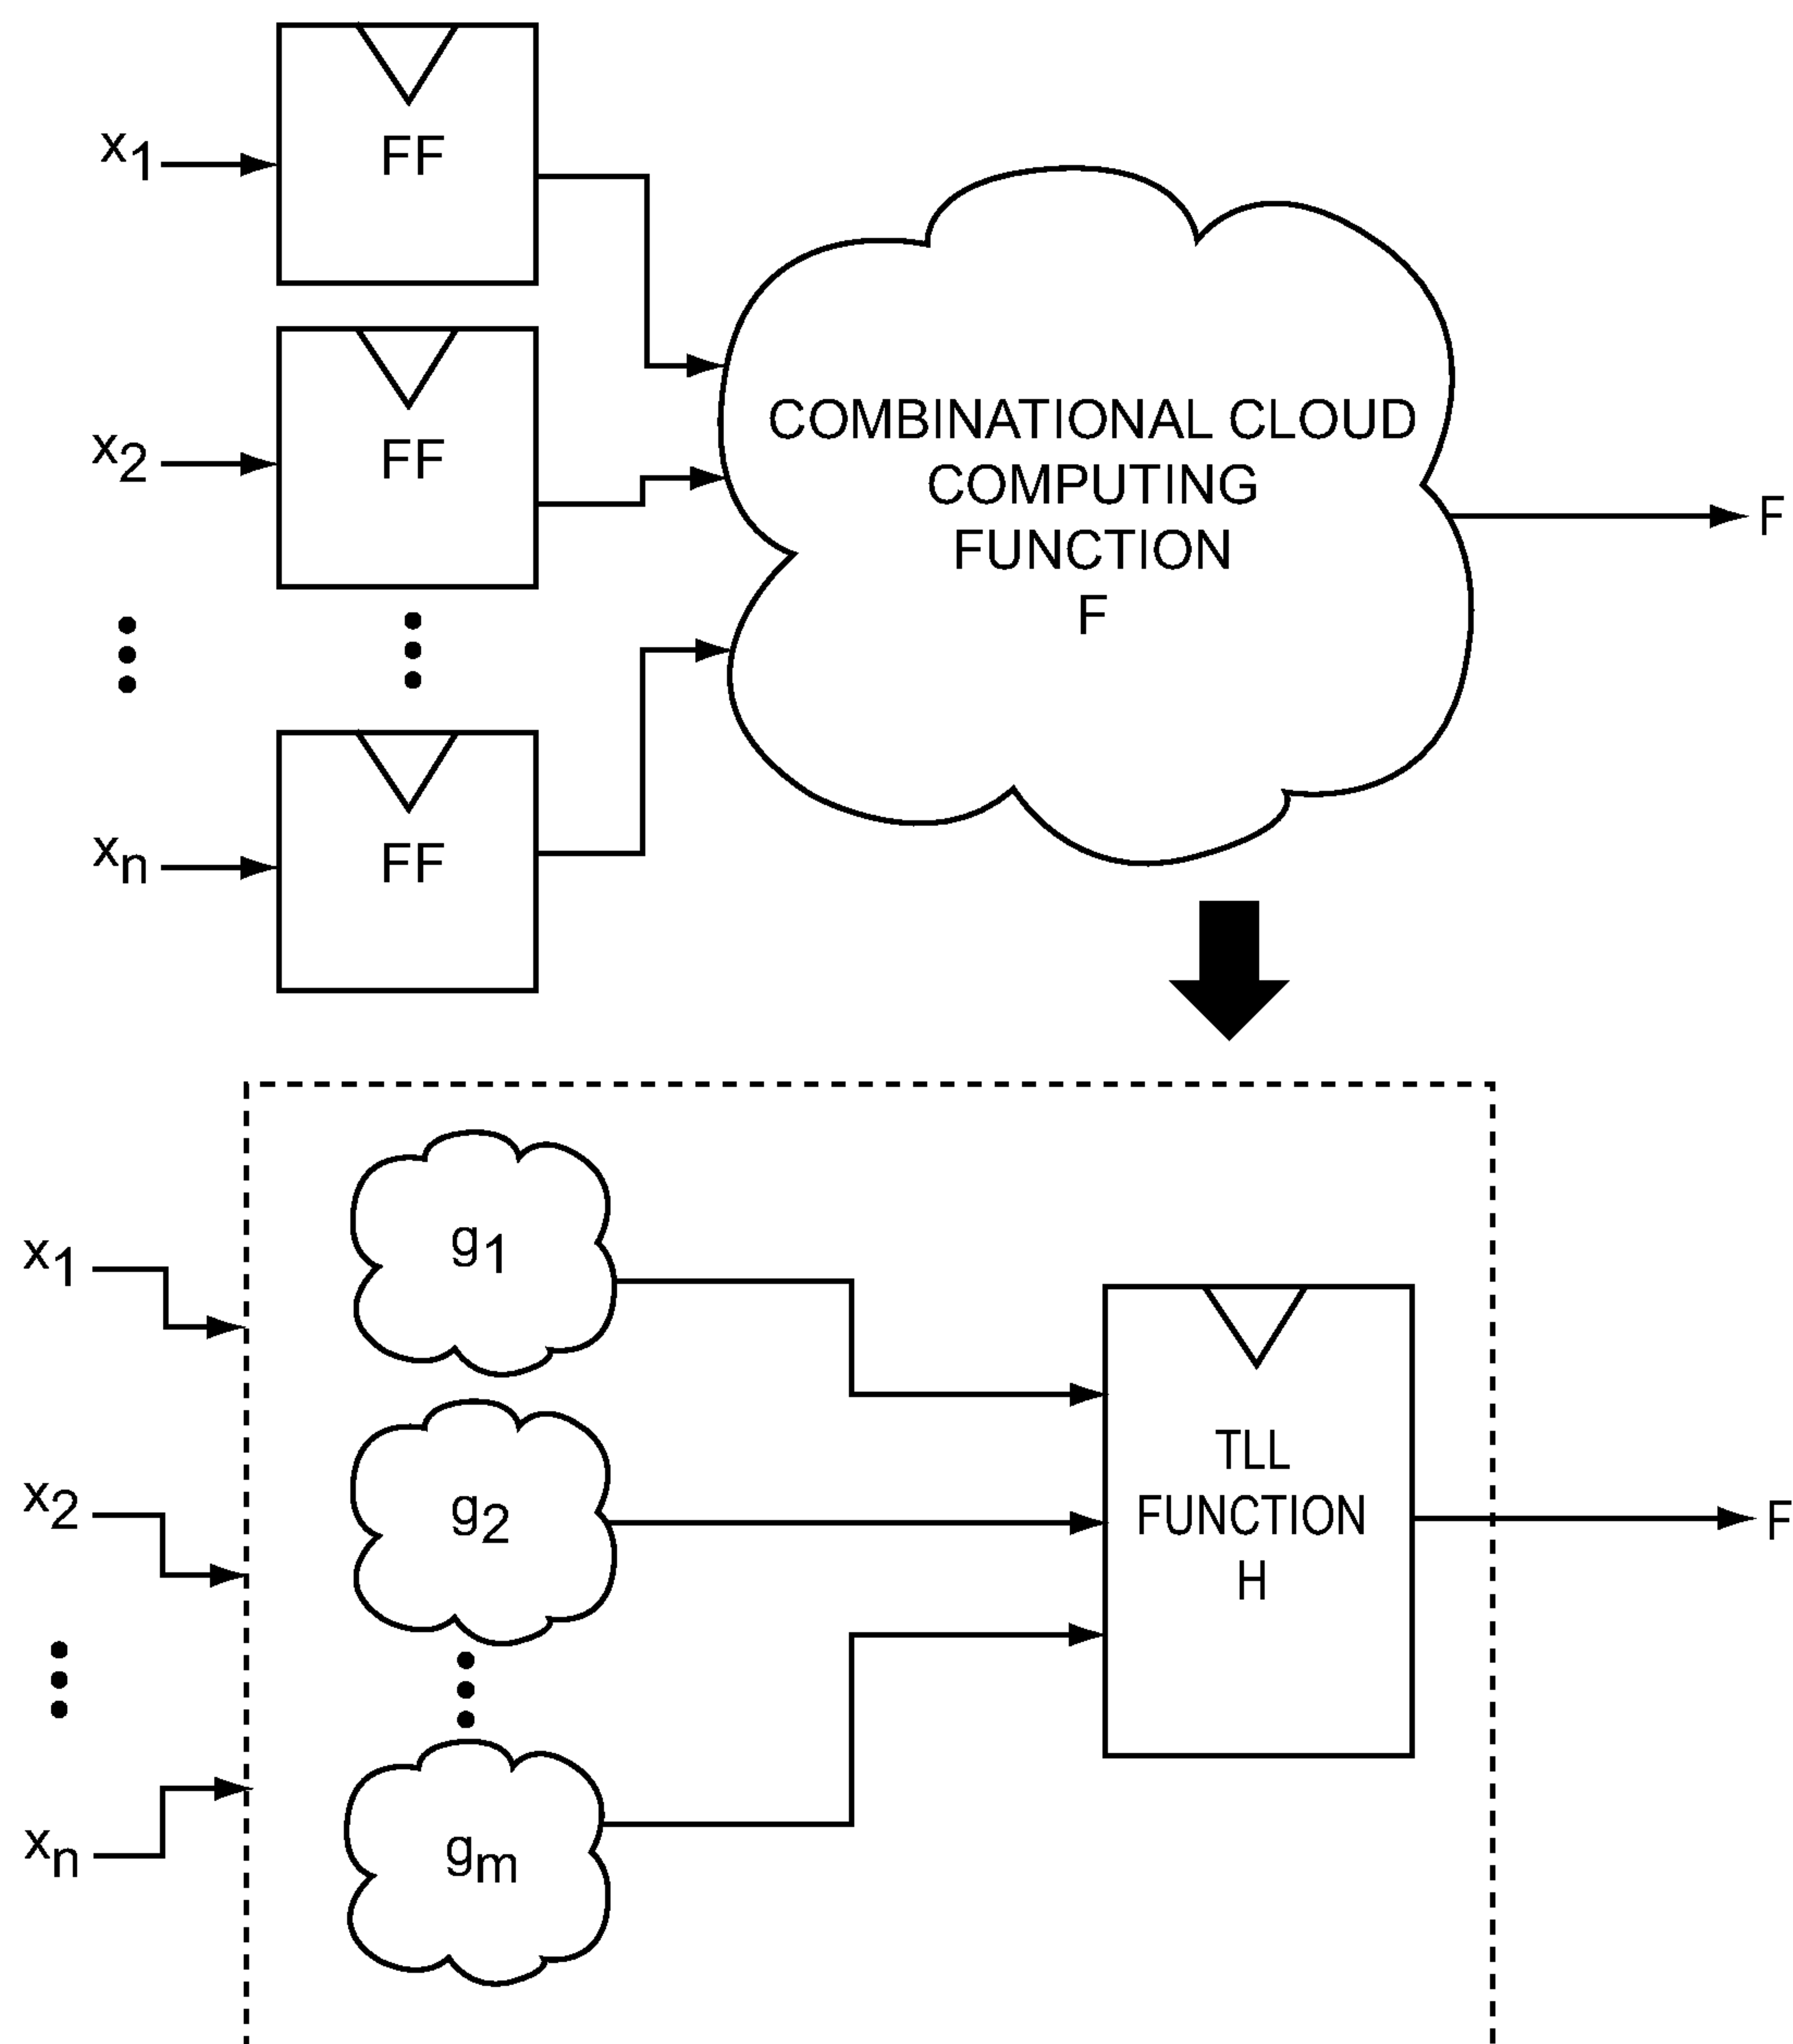 x1
FF
x2
FF
xn
FF
COMBINATIONAL CLOUD
COMPUTING
FUNCTION
F
F
x1
x2
xn
g1
g2
gm
TLL
FUNCTION
H
F